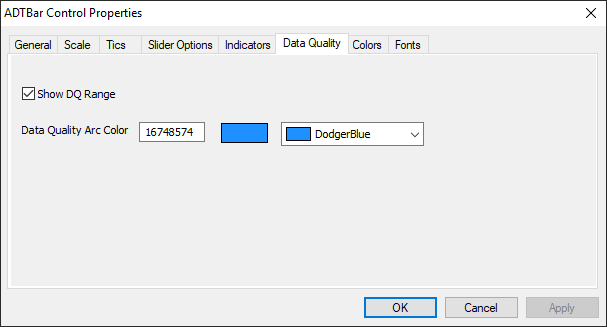 ADTBar Control Properties
General Scale Tics Slider Options Indicators Data Quality Colors Fonts
Show DQ Range
Data Quality Arc Color 16748574 DodgerBlue
OK Cancel Apply